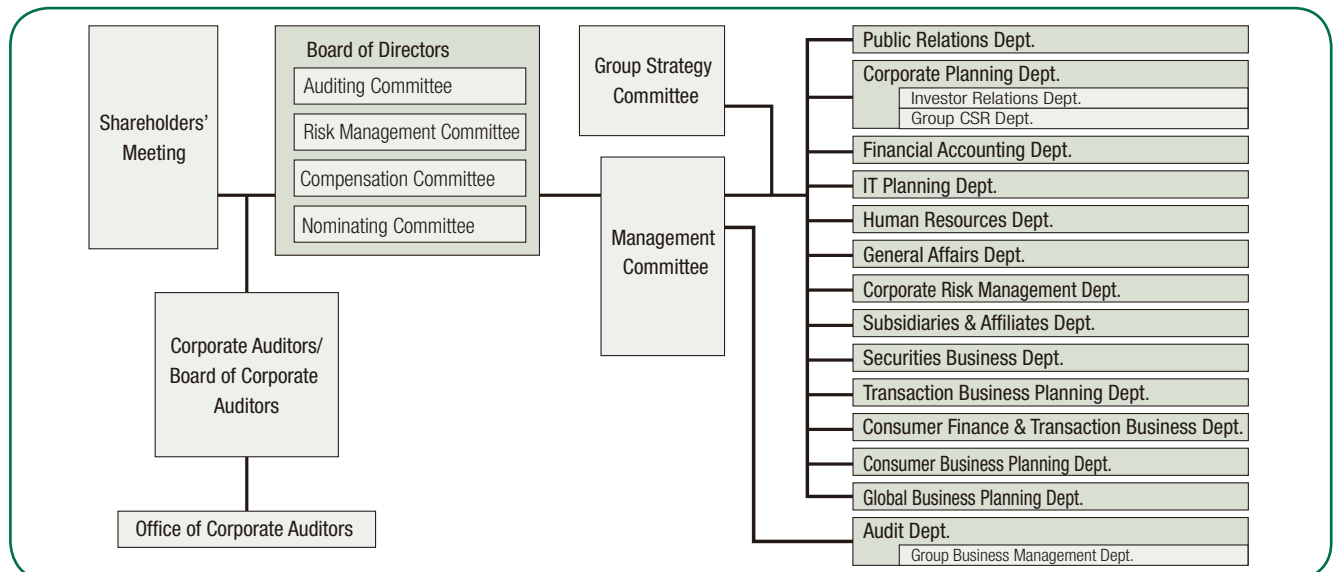 Shareholders'
Meeting
Board of Directors
Auditing Committee
Risk Management Committee
Compensation Committee
Nominating Committee
Corporate Auditors/
Board of Corporate
Auditors
Office of Corporate Auditors
Group Strategy
Committee
Management
Committee
Public Relations Dept.
Corporate Planning Dept.
Investor Relations Dept.
Group CSR Dept.
Financial Accounting Dept.
IT Planning Dept.
Human Resources Dept.
General Affairs Dept.
Corporate Risk Management Dept.
Subsidiaries & Affiliates Dept.
Securities Business Dept.
Transaction Business Planning Dept.
Consumer Finance & Transaction Business Dept.
Consumer Business Planning Dept.
Global Business Planning Dept.
Audit Dept.
Group Business Management Dept.